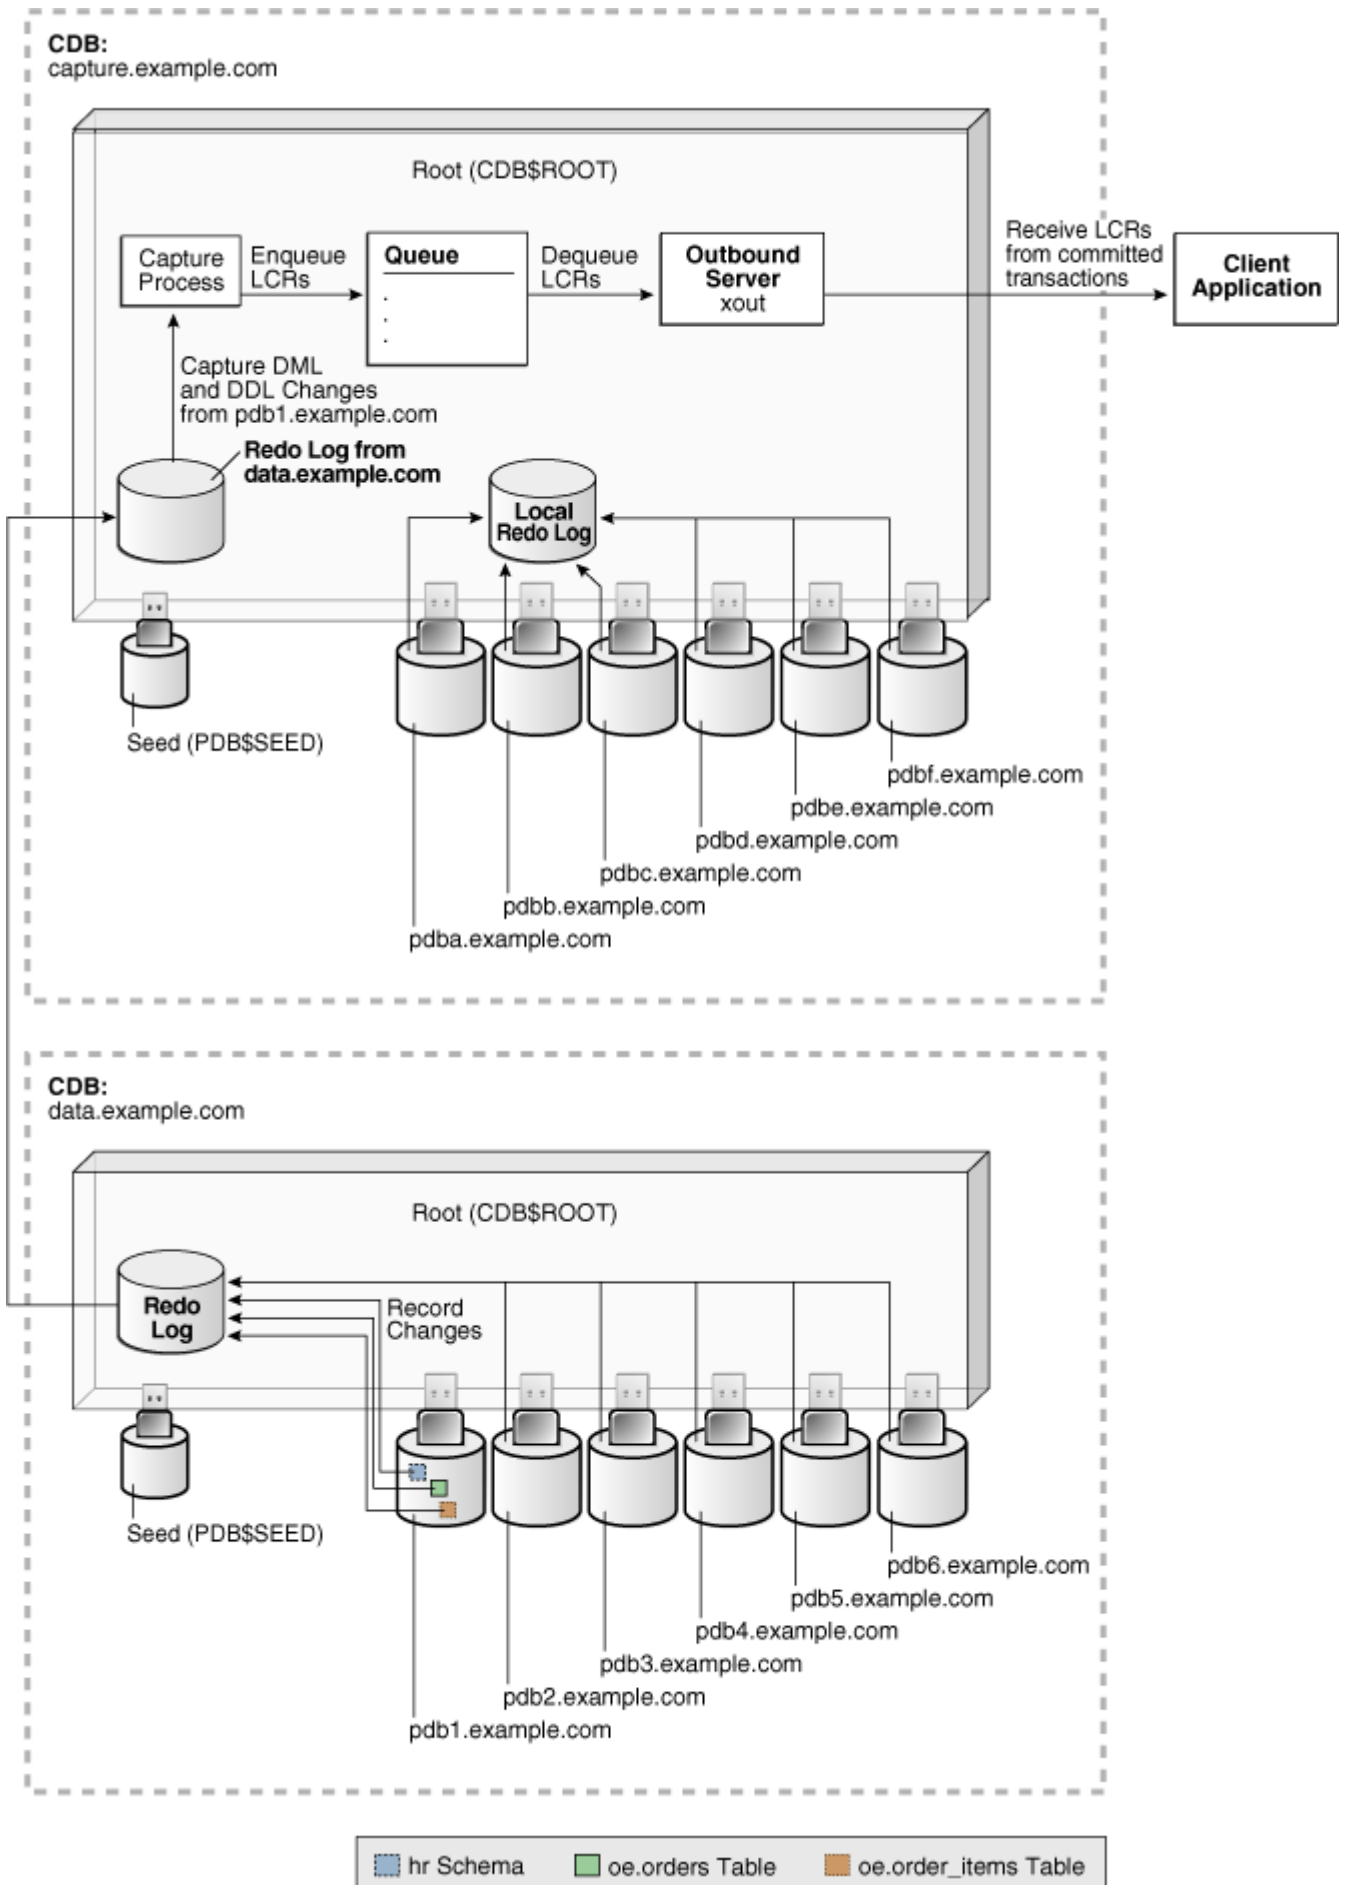 CDB:
capture.example.com
Root (CDB$ROOT)
Capture
Process
Enqueue
LCRs
Queue
.
.
.
Dequeue
LCRs
Outbound
Server
xout
Receive LCRs
from committed
transactions
Client
Application
Capture DML
and DDL Changes
from pdb1.example.com
Redo Log from
data.example.com
Local
Redo Log
Seed (PDB$SEED)
pdbf.example.com
pdbe.example.com
pdbd.example.com
pdbc.example.com
pdbb.example.com
pdba.example.com
CDB:
data.example.com
Root (CDB$ROOT)
Redo
Log
Record
Changes
Seed (PDB$SEED)
pdb6.example.com
pdb5.example.com
pdb4.example.com
pdb3.example.com
pdb2.example.com
pdb1.example.com
hr Schema
oe.orders Table
oe.order_items Table